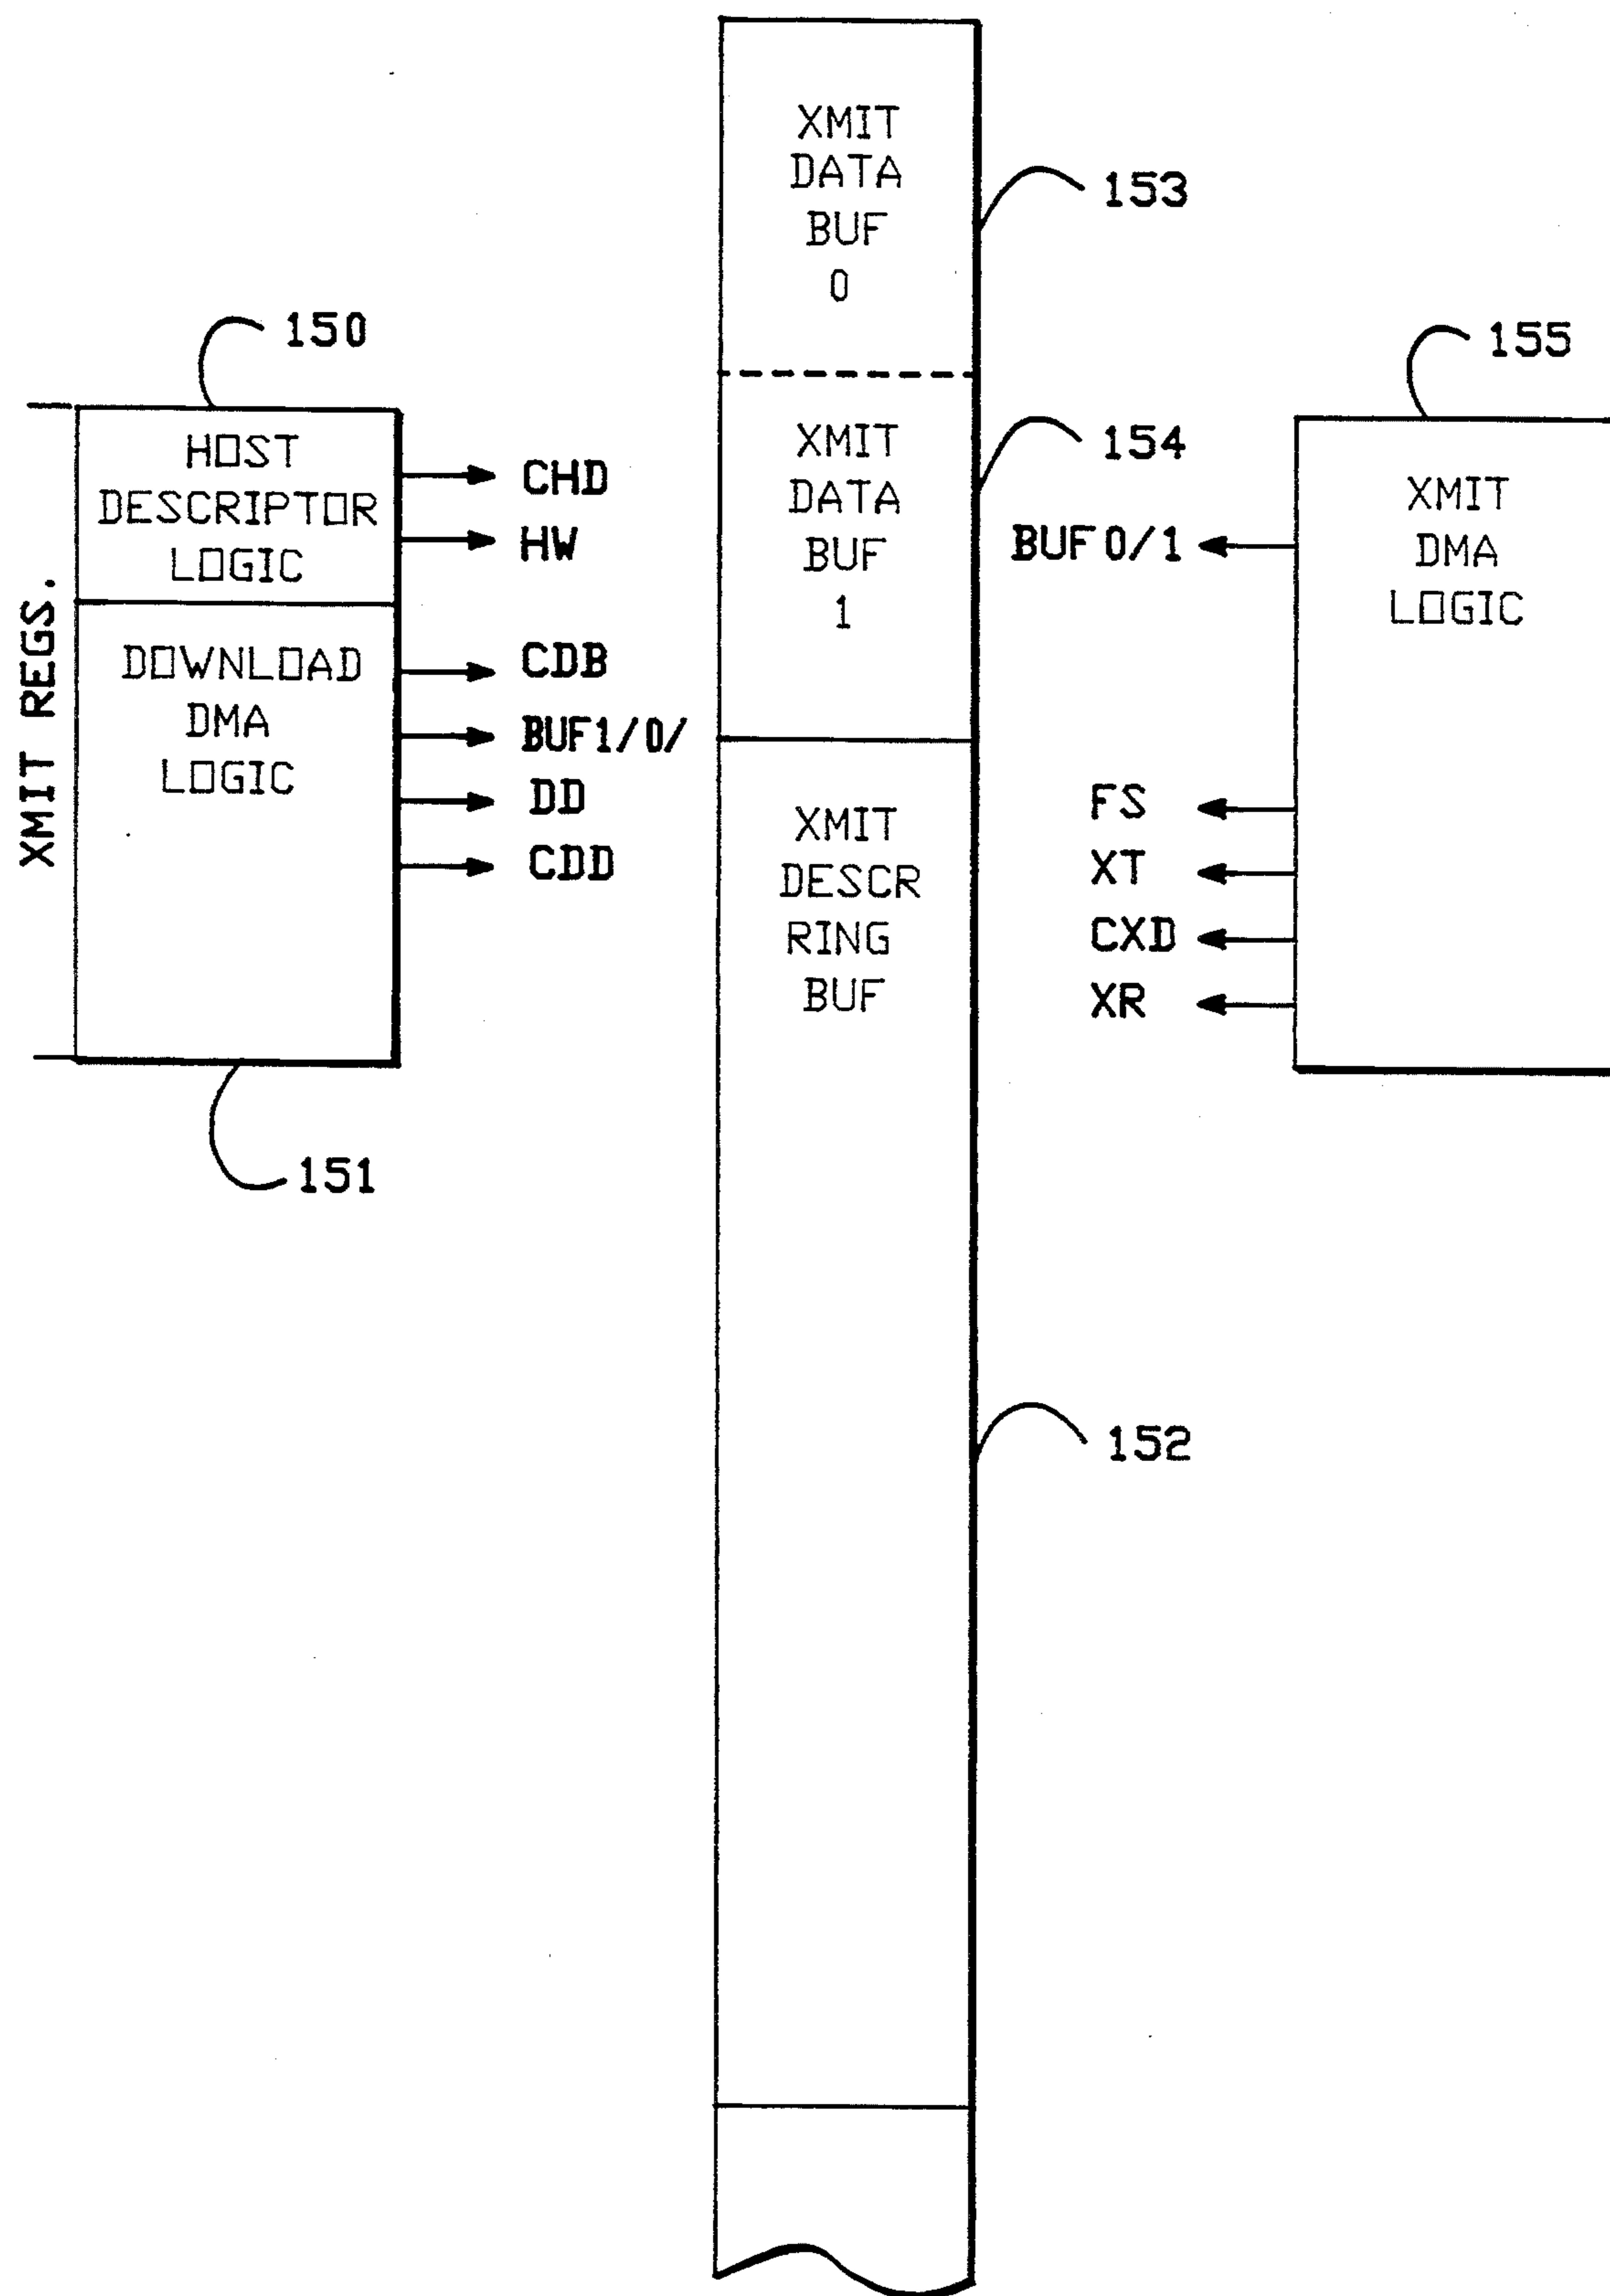 XMIT
DATA
BUF
0
153
150
155
HOST
DESCRIPTOR
LOGIC
CHD
HW
XMIT
DATA
BUF
1
154
BUF 0/1
XMIT
DMA
LOGIC
XMIT REGS.
DOWNLOAD
DMA
LOGIC
CDB
BUF1/0/
DD
CDD
XMIT
DESCR
RING
BUF
FS
XT
CXD
XR
151
152